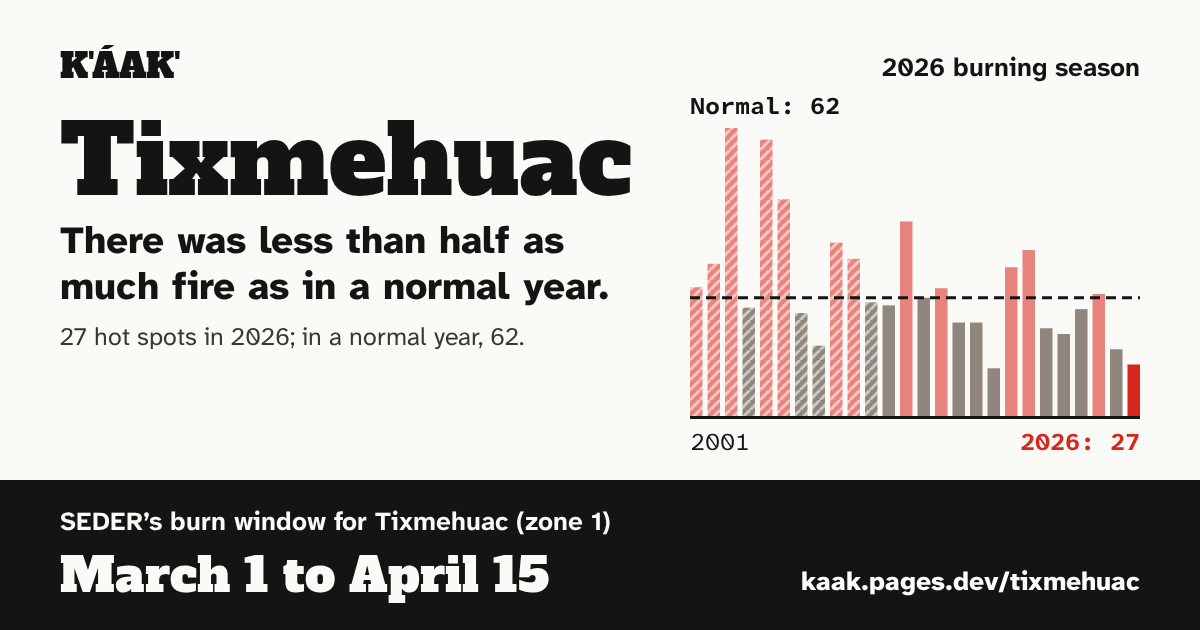 K'ÁAK'
2026 burning season
Tixmehuac
There was less than half as
much fire as in a normal year.
27 hot spots in 2026; in a normal year, 62.
Normal: 62
2001
2026: 27
SEDER’s burn window for Tixmehuac (zone 1)
March 1 to April 15
kaak.pages.dev/tixmehuac